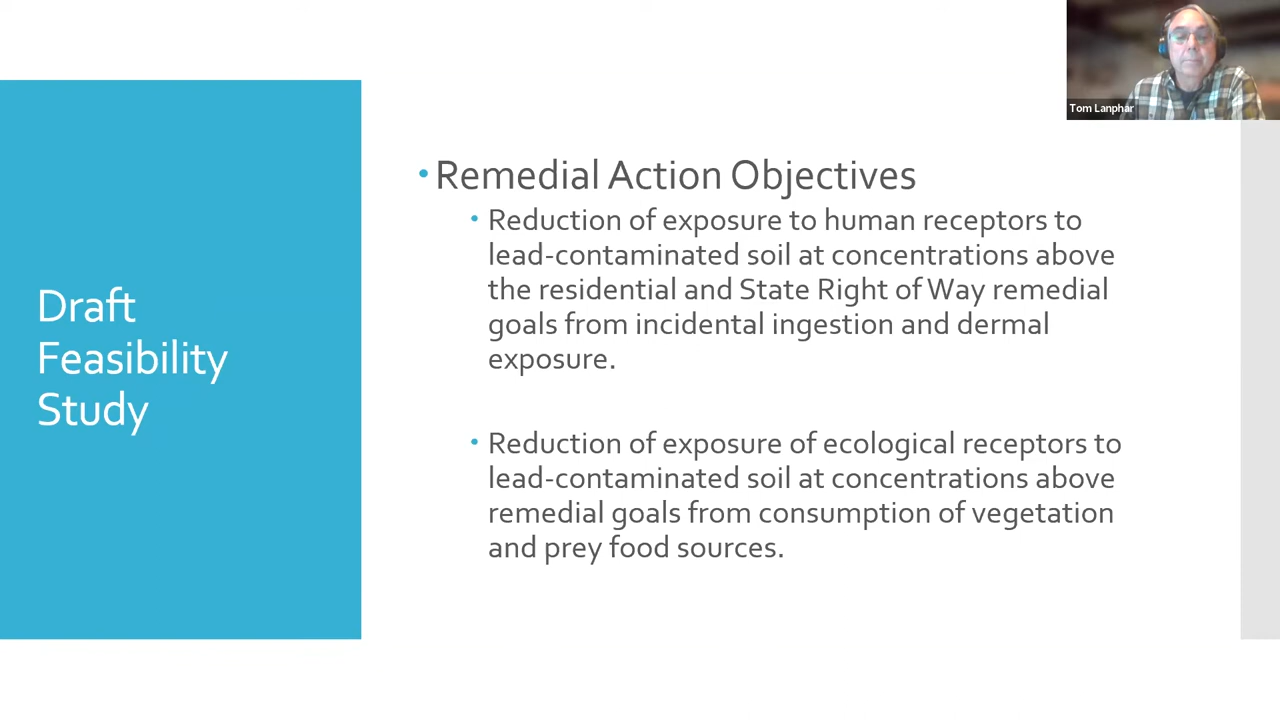 Tom Lanphar
Draft
Feasibility
Study
• Remedial Action Objectives
• Reduction of exposure to human receptors to
lead-contaminated soil at concentrations above
the residential and State Right of Way remedial
goals from incidental ingestion and dermal
exposure.
• Reduction of exposure of ecological receptors to
lead-contaminated soil at concentrations above
remedial goals from consumption of vegetation
and prey food sources.